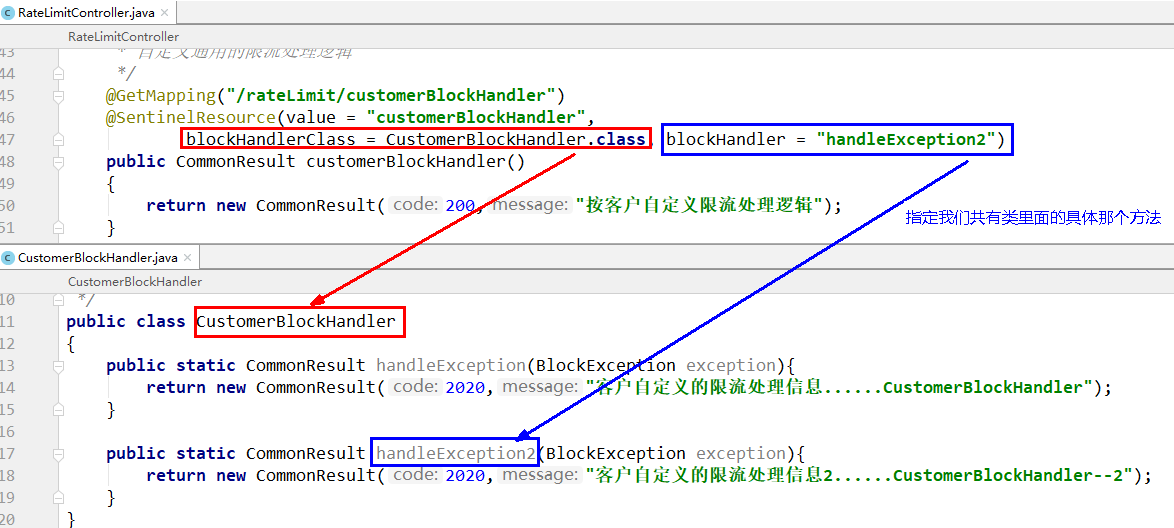 RateLimitController.java
RateLimitController
43 * 自定义通用的限流处理逻辑
44 */
45 @GetMapping("/rateLimit/customerBlockHandler")
46 @SentinelResource(value = "customerBlockHandler",
47 blockHandlerClass = CustomerBlockHandler.class, blockHandler = "handleException2")
48 public CommonResult customerBlockHandler()
49 {
50 return new CommonResult( code: 200, message: "按客户自定义限流处理逻辑");
51 }
指定我们共有类里面的具体那个方法
CustomerBlockHandler.java
CustomerBlockHandler
10 */
11 public class CustomerBlockHandler
12 {
13 public static CommonResult handleException(BlockException exception){
14 return new CommonResult( code: 2020, message: "客户自定义的限流处理信息......CustomerBlockHandler");
15 }
16
17 public static CommonResult handleException2(BlockException exception){
18 return new CommonResult( code: 2020, message: "客户自定义的限流处理信息2......CustomerBlockHandler--2");
19 }
20 }